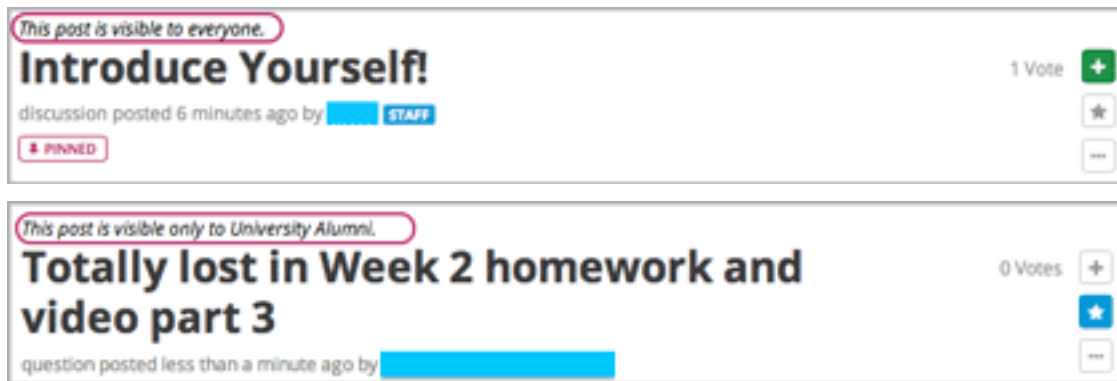 This post is visible to everyone.
Introduce Yourself!
1 Vote
discussion posted 6 minutes ago by STAFF
PINNED
This post is visible only to University Alumni.
Totally lost in Week 2 homework and
video part 3
0 Votes
question posted less than a minute ago by